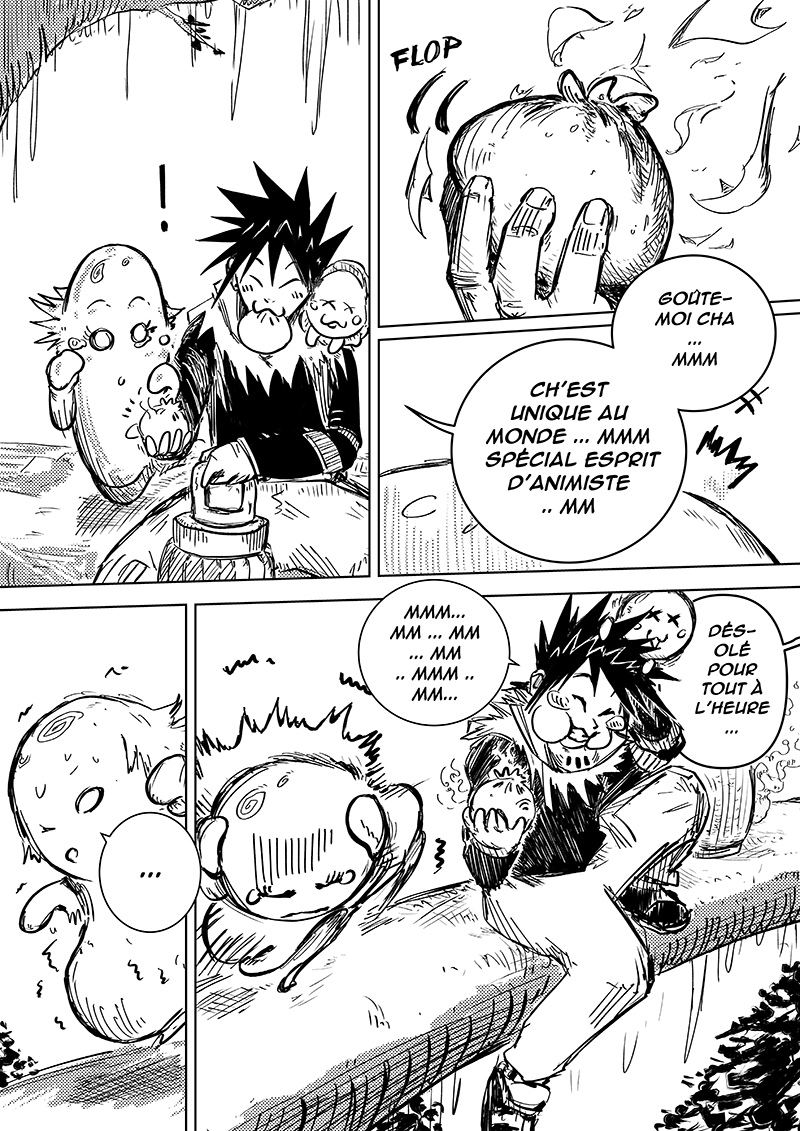 !
FLOP
GOÛTE-
MOI CHA
...
MMM
CH'EST
UNIQUE AU
MONDE ... MMM
SPÉCIAL ESPRIT
D'ANIMISTE
.. MM
...
MMM...
MM ... MM
... MM
.. MMM ..
MM...
DÉS-
OLÉ
POUR
TOUT À
L'HEURE
...